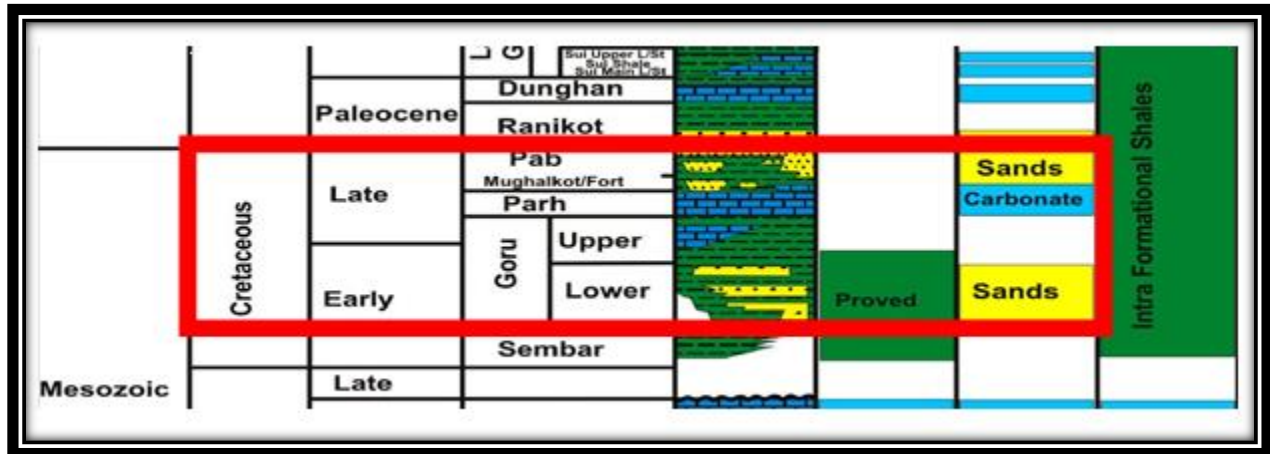 L
G
Sui Upper L/St
Sui Shale
Sui Main L/St
Dunghan
Paleocene
Ranikot
Pab
Sands
Mughalkot/Fort
Late
Carbonate
Parh
Cretaceous
Goru
Upper
Intra Formational Shales
Early
Lower
Proved
Sands
Sembar
Mesozoic
Late